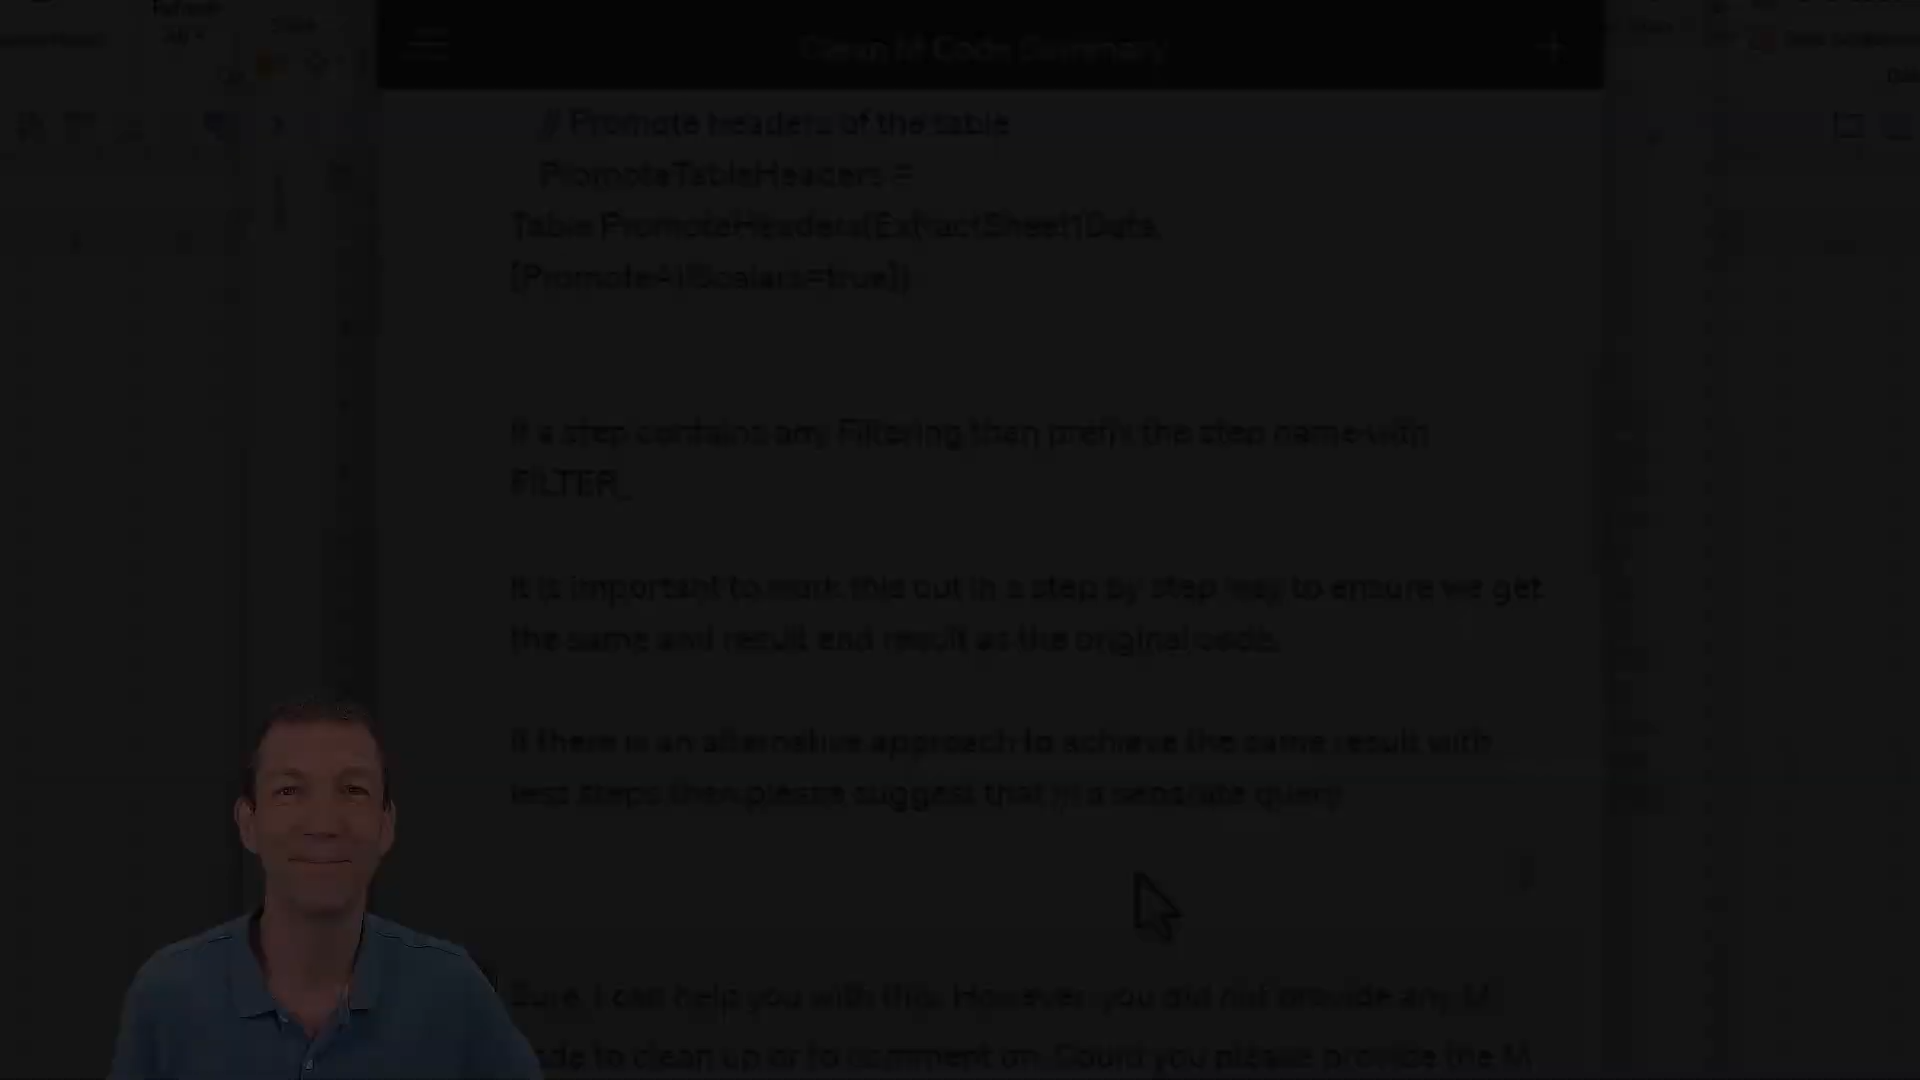 Refresh
All
Clean M Code Summary
// Promote headers of the table
PromoteTableHeaders =
Table.PromoteHeaders(ExtractSheet1Data,
[PromoteAllScalars=true])
If a step contains any Filtering than prefix the step name with
FILTER_
It is important to work this out in a step by step way to ensure we get
the same and result end result as the original code.
If there is an alternative approach to achieve the same result with
less steps then please suggest that in a separate query
Sure, I can help you with this. However, you did not provide any M
code to clean up or to comment on. Could you please provide the M